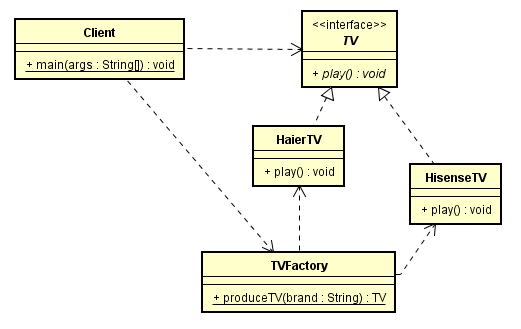 Client
+ main(args : String[]) : void
<<interface>>
TV
+ play() : void
HaierTV
+ play() : void
HisenseTV
+ play() : void
TVFactory
+ produceTV(brand : String) : TV